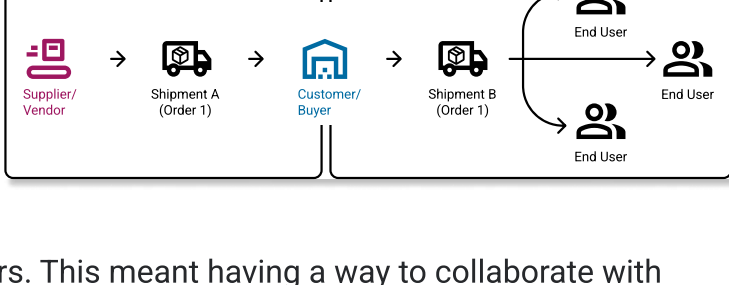 End User
Supplier/
Vendor
Shipment A
(Order 1)
Customer/
Buyer
Shipment B
(Order 1)
End User
End User
rs. This meant having a way to collaborate with